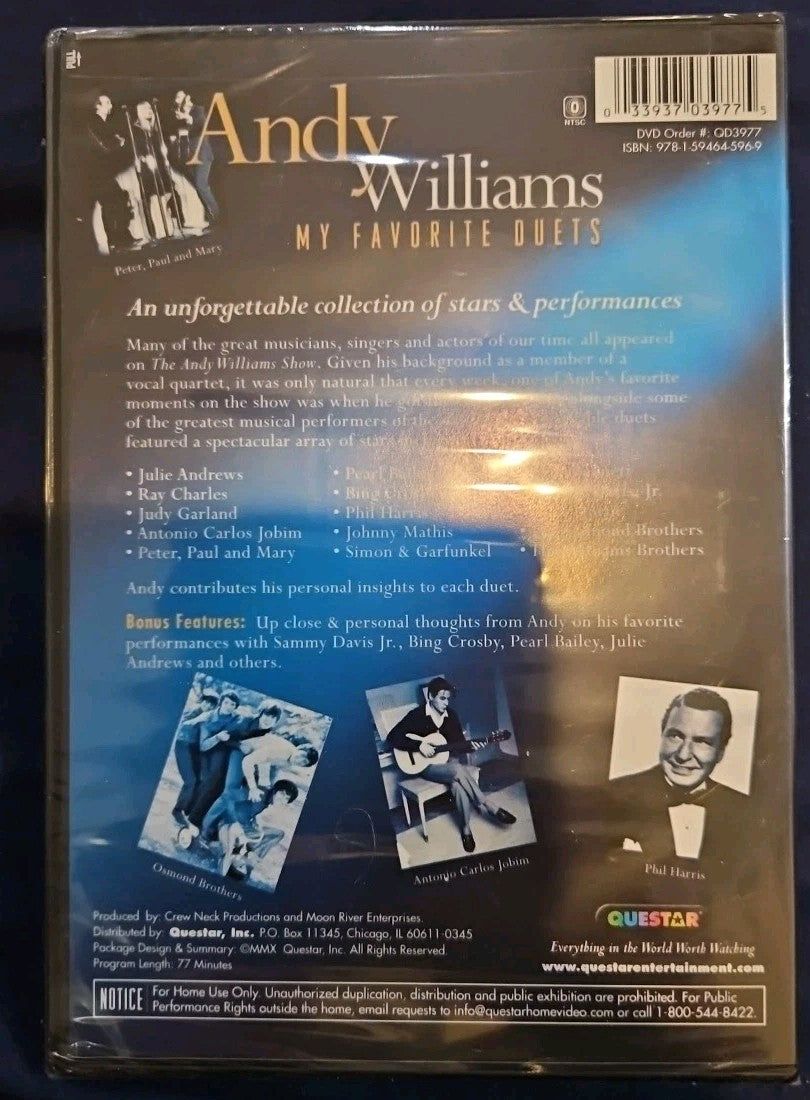 PULL
Andy
Williams
MY FAVORITE DUETS
Peter, Paul and Mary
0
NTSC
0 33937 03977 5
DVD Order #: QD3977
ISBN: 978-1-59464-596-9
An unforgettable collection of stars & performances
Many of the great musicians, singers and actors of our time all appeared
on The Andy Williams Show. Given his background as a member of a
vocal quartet, it was only natural that every week, one of Andy's favorite
moments on the show was when he alongside some
of the greatest musical performers of the duets
featured a spectacular array of stars
• Julie Andrews
• Ray Charles
• Judy Garland
• Antonio Carlos Jobim
• Peter, Paul and Mary
• Pearl
• Bing
• Phil Harris
• Johnny Mathis
• Simon & Garfunkel
Jr.
Brothers
Brothers
Andy contributes his personal insights to each duet.
Bonus Features: Up close & personal thoughts from Andy on his favorite
performances with Sammy Davis Jr., Bing Crosby, Pearl Bailey, Julie
Andrews and others.
Osmond Brothers
Antonio Carlos Jobim
Phil Harris
Produced by: Crew Neck Productions and Moon River Enterprises.
Distributed by: Questar, Inc. P.O. Box 11345, Chicago, IL 60611-0345
Package Design & Summary: ©MMX Questar, Inc. All Rights Reserved.
Program Length: 77 Minutes
QUESTAR
Everything in the World Worth Watching
www.questarentertainment.com
NOTICE
For Home Use Only. Unauthorized duplication, distribution and public exhibition are prohibited. For Public
Performance Rights outside the home, email requests to info@questarhomevideo.com or call 1-800-544-8422.